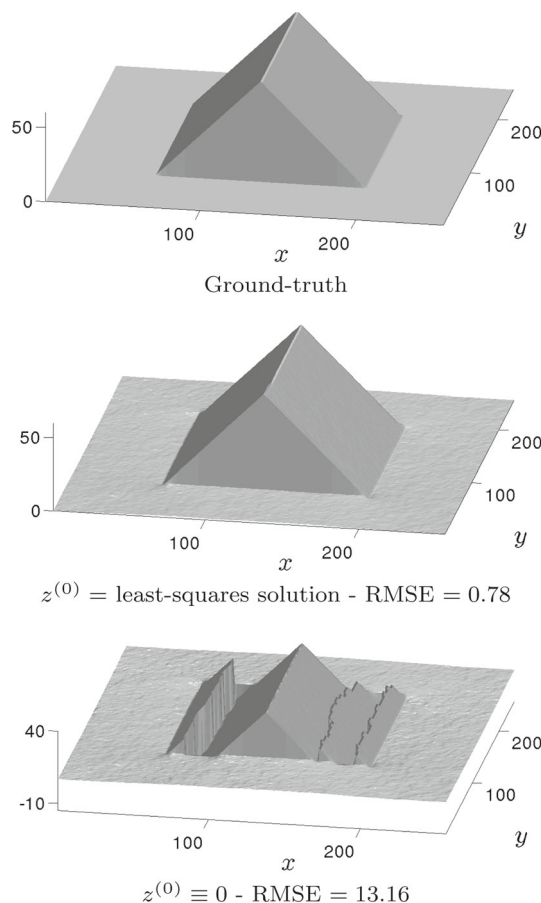 50
0
100
200
x
100
200
y
Ground-truth
50
0
100
200
x
100
200
y
z^(0) = least-squares solution - RMSE = 0.78
40
-10
100
200
x
100
200
y
z^(0) ≡ 0 - RMSE = 13.16